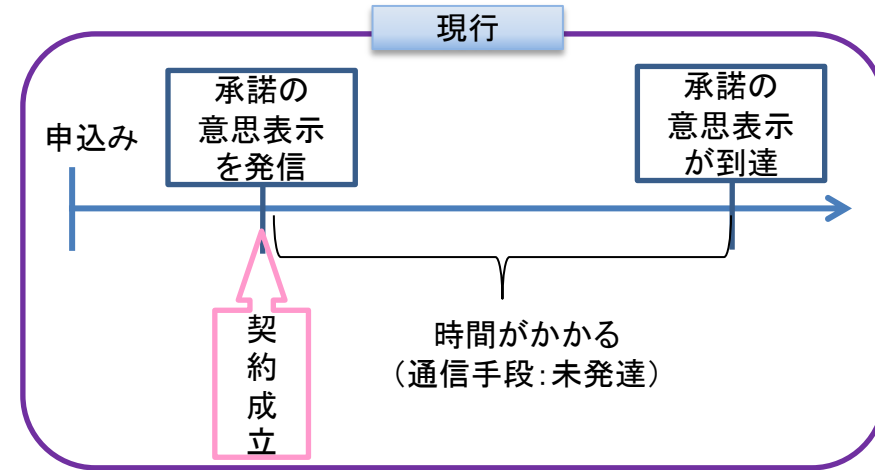 現行
申込み
承諾の
意思表示
を発信
承諾の
意思表示
が到達
契
約
成
立
時間がかかる
（通信手段：未発達）